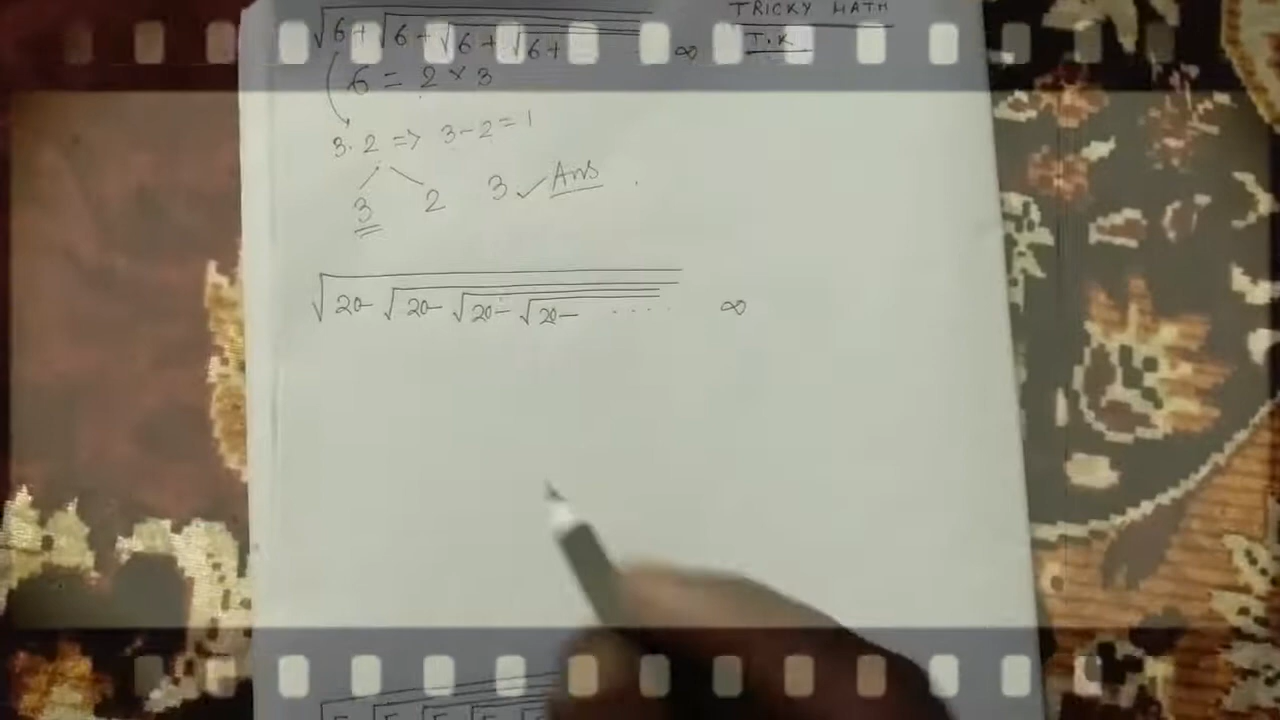 √6+√6+√6+√6+ ∞
TRICKY MATH
T.K
6 = 2 × 3
3. 2 => 3-2=1
3 2 3 ✓ Ans
√20-√20-√20-√20- ..... ∞